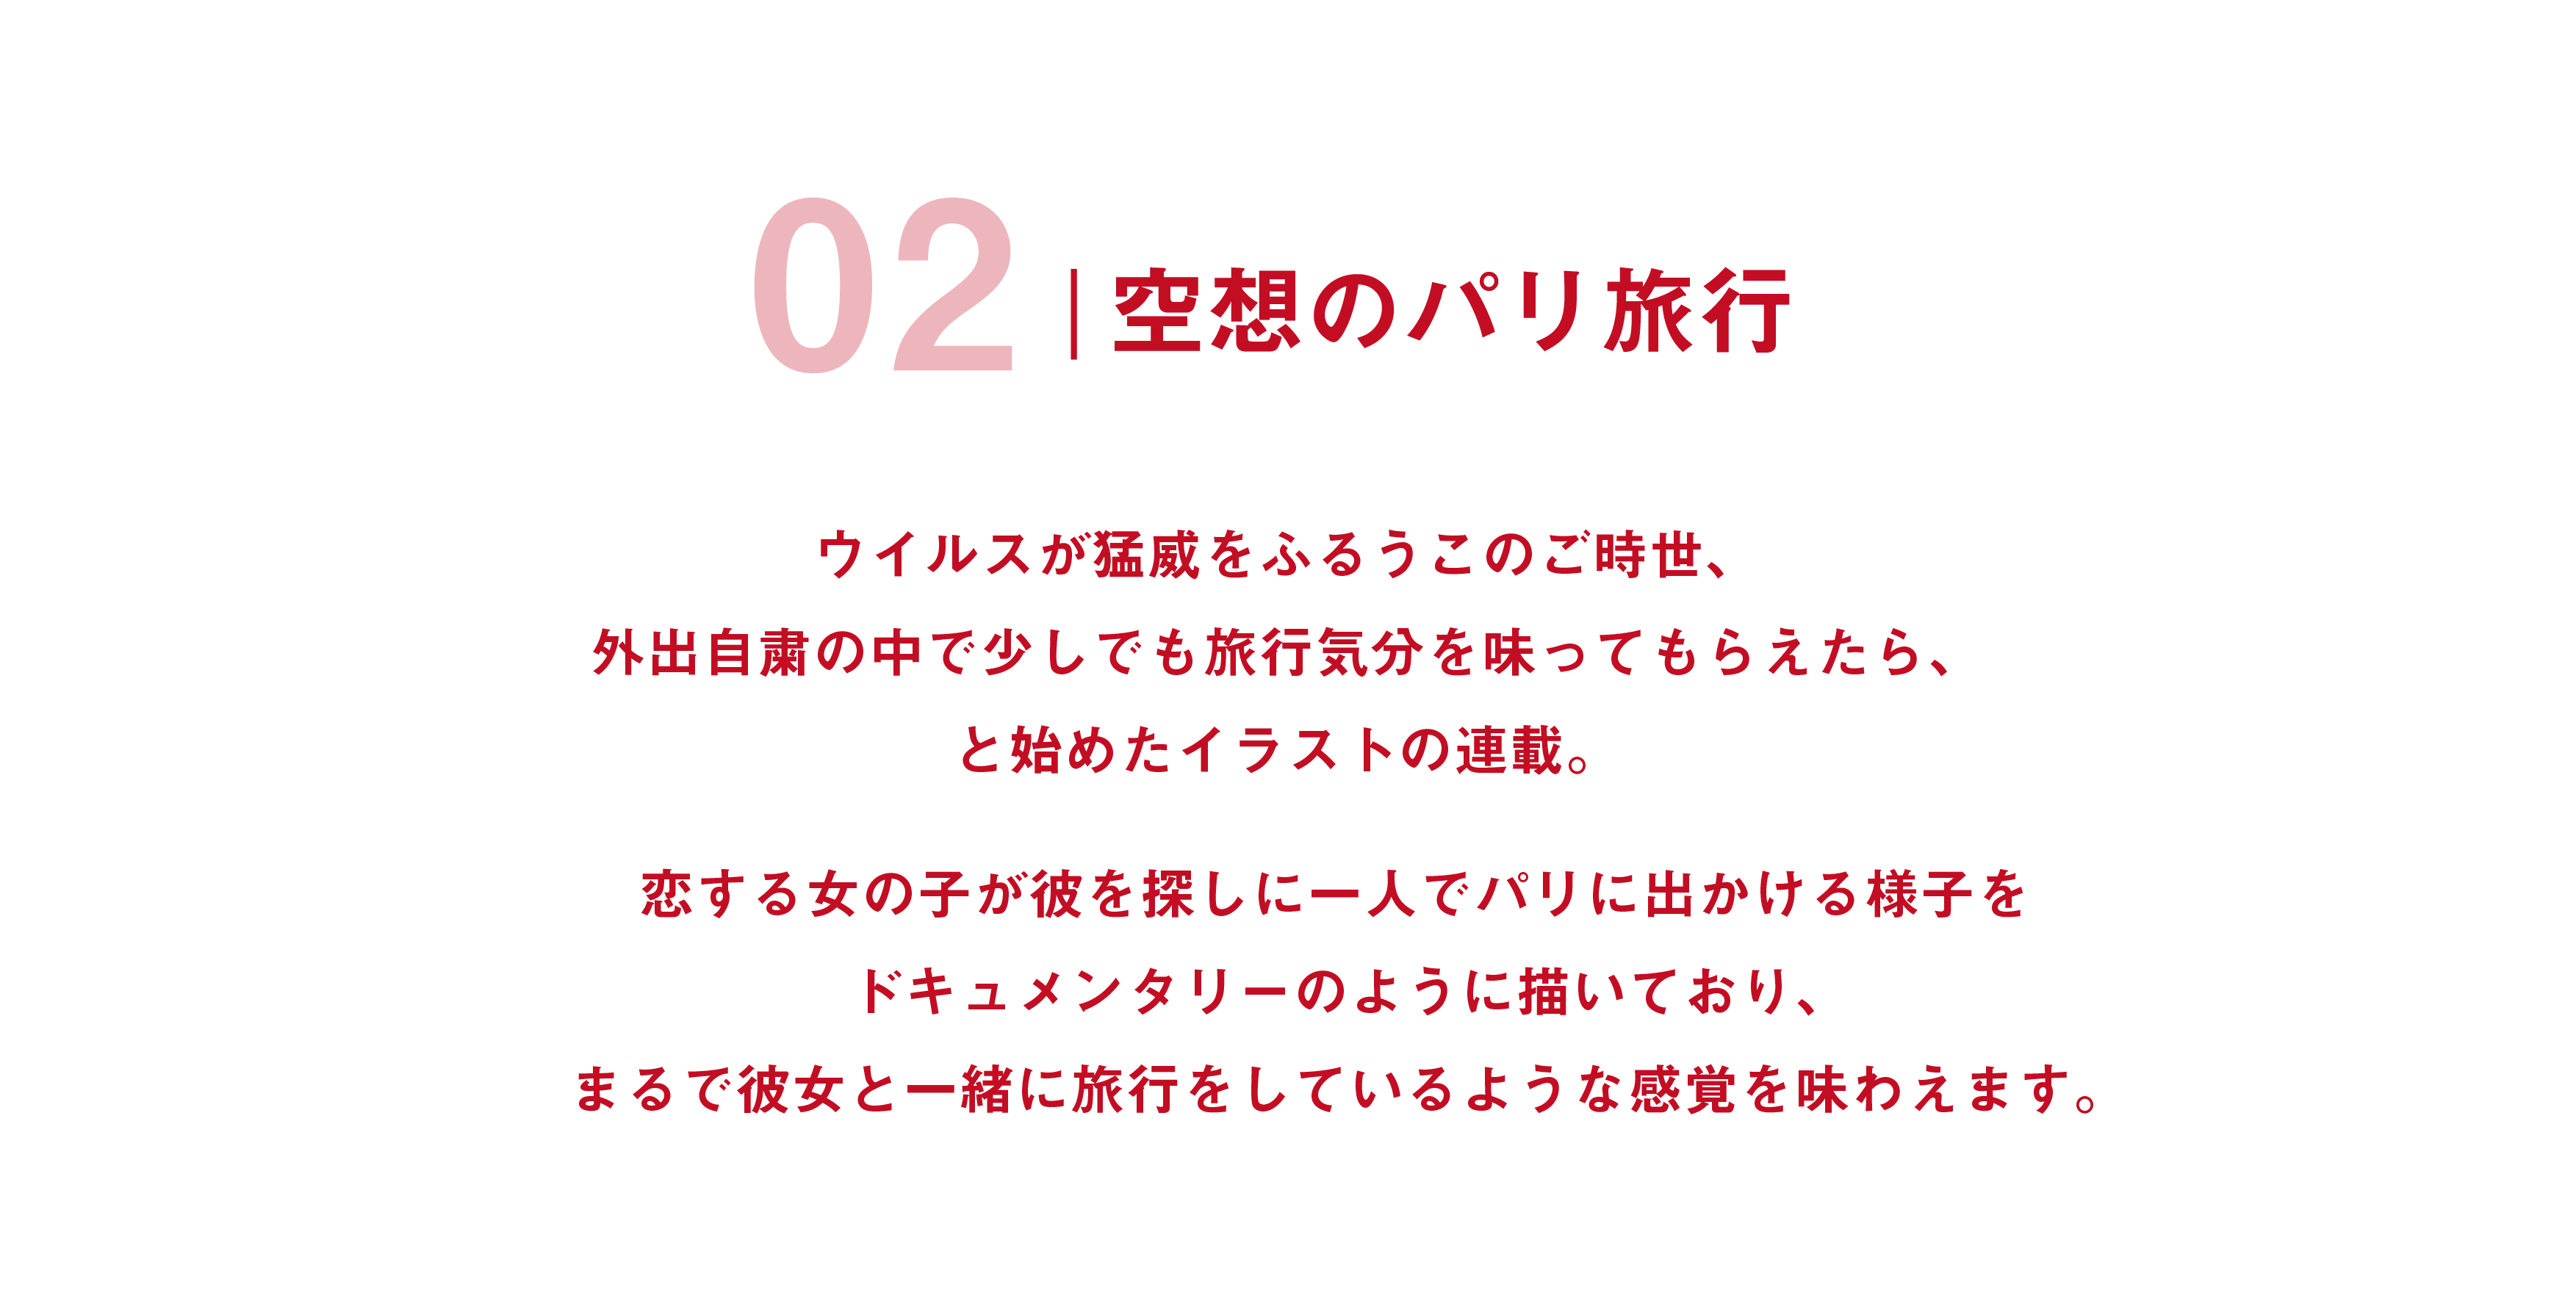 02 | 空想のパリ旅行
ウイルスが猛威をふるうこのご時世、
外出自粛の中で少しでも旅行気分を味ってもらえたら、
と始めたイラストの連載。
恋する女の子が彼を探しに一人でパリに出かける様子を
ドキュメンタリーのように描いており、
まるで彼女と一緒に旅行をしているような感覚を味わえます。